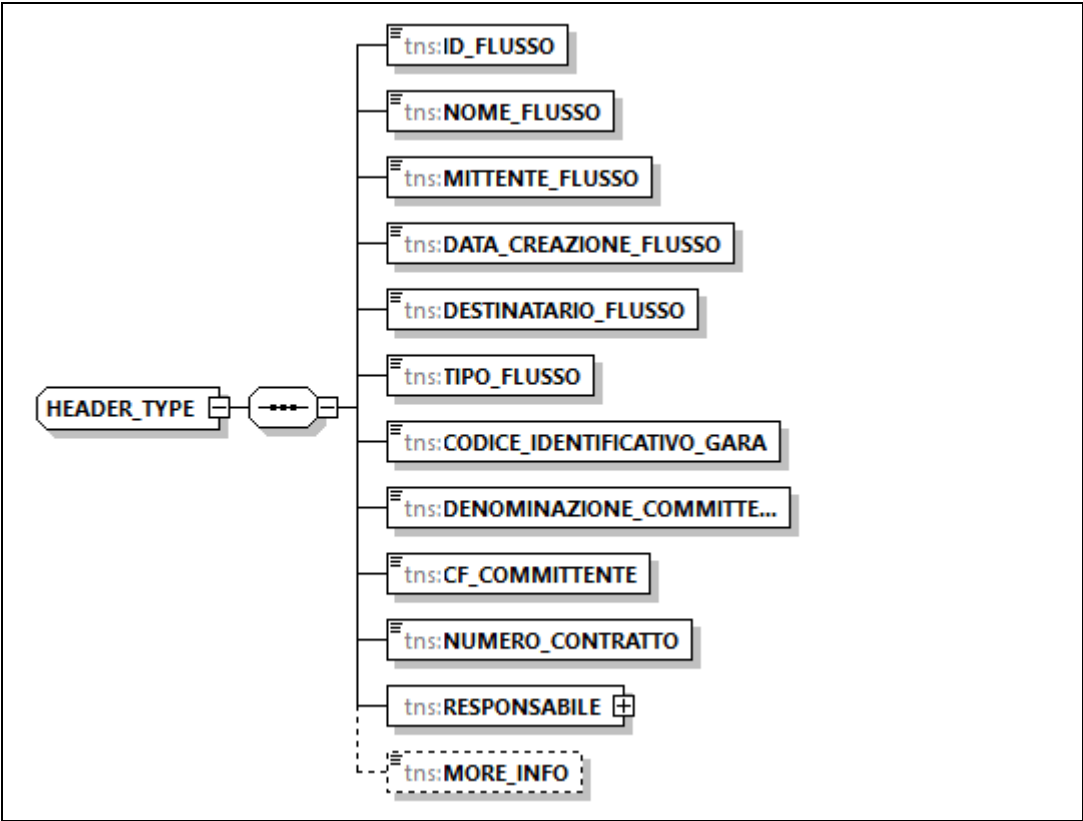 tns:ID_FLUSSO
tns:NOME_FLUSSO
tns:MITTENTE_FLUSSO
tns:DATA_CREAZIONE_FLUSSO
tns:DESTINATARIO_FLUSSO
tns:TIPO_FLUSSO
HEADER_TYPE
tns:CODICE_IDENTIFICATIVO_GARA
tns:DENOMINAZIONE_COMMITTE...
tns:CF_COMMITTENTE
tns:NUMERO_CONTRATTO
tns:RESPONSABILE
tns:MORE_INFO